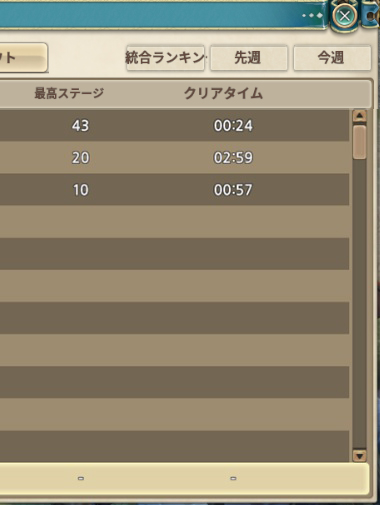 ト
統合ランキン
先週
今週
最高ステージ クリアタイム
43 00:24
20 02:59
10 00:57
- -